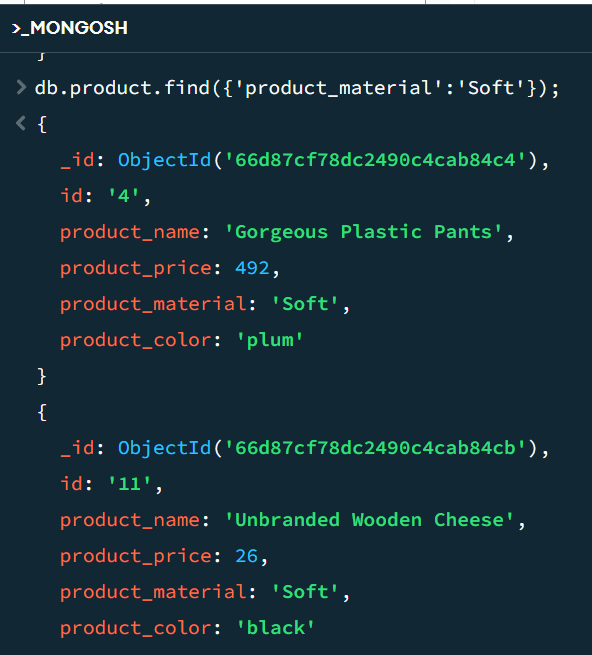 >_MONGOSH
}
> db.product.find({'product_material':'Soft'});
< {
_id: ObjectId('66d87cf78dc2490c4cab84c4'),
id: '4',
product_name: 'Gorgeous Plastic Pants',
product_price: 492,
product_material: 'Soft',
product_color: 'plum'
}
{
_id: ObjectId('66d87cf78dc2490c4cab84cb'),
id: '11',
product_name: 'Unbranded Wooden Cheese',
product_price: 26,
product_material: 'Soft',
product_color: 'black'